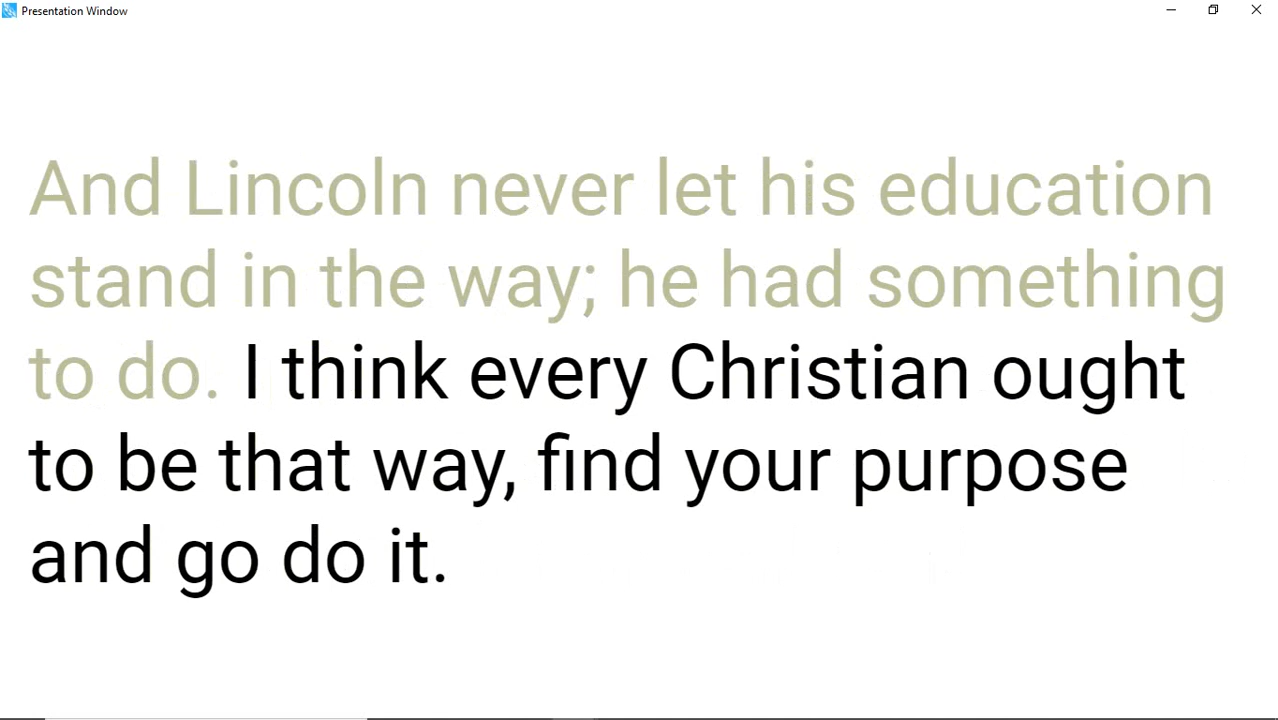 Presentation Window
And Lincoln never let his education
stand in the way; he had something
to do. I think every Christian ought
to be that way, find your purpose
and go do it.